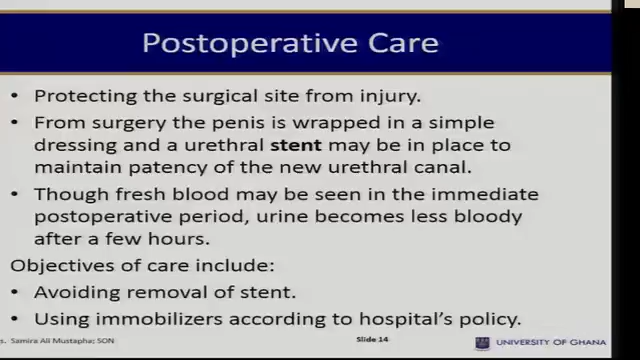 Postoperative Care
• Protecting the surgical site from injury.
• From surgery the penis is wrapped in a simple
dressing and a urethral stent may be in place to
maintain patency of the new urethral canal.
• Though fresh blood may be seen in the immediate
postoperative period, urine becomes less bloody
after a few hours.
Objectives of care include:
• Avoiding removal of stent.
• Using immobilizers according to hospital's policy.
s. Samira Ali Mustapha; SON
Slide 14
UNIVERSITY OF GHANA